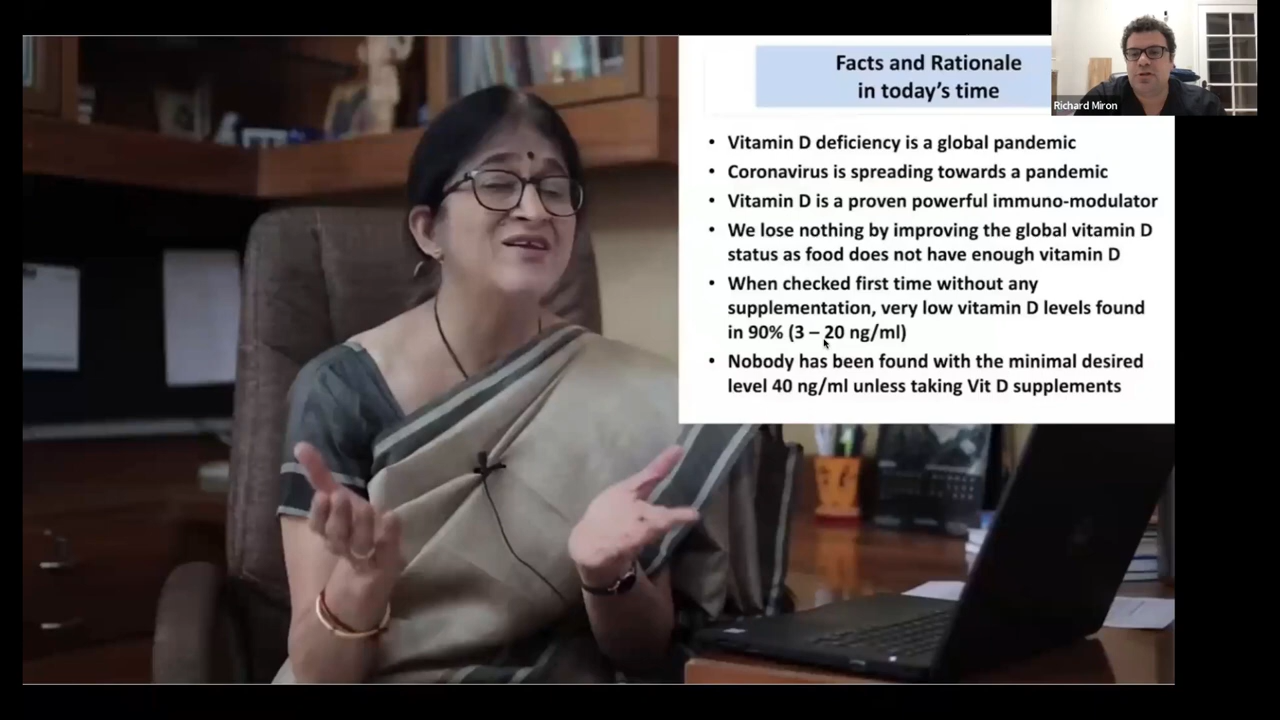 Facts and Rationale
in today's time
Richard Miron
• Vitamin D deficiency is a global pandemic
• Coronavirus is spreading towards a pandemic
• Vitamin D is a proven powerful immuno-modulator
• We lose nothing by improving the global vitamin D
status as food does not have enough vitamin D
• When checked first time without any
supplementation, very low vitamin D levels found
in 90% (3 – 20 ng/ml)
• Nobody has been found with the minimal desired
level 40 ng/ml unless taking Vit D supplements